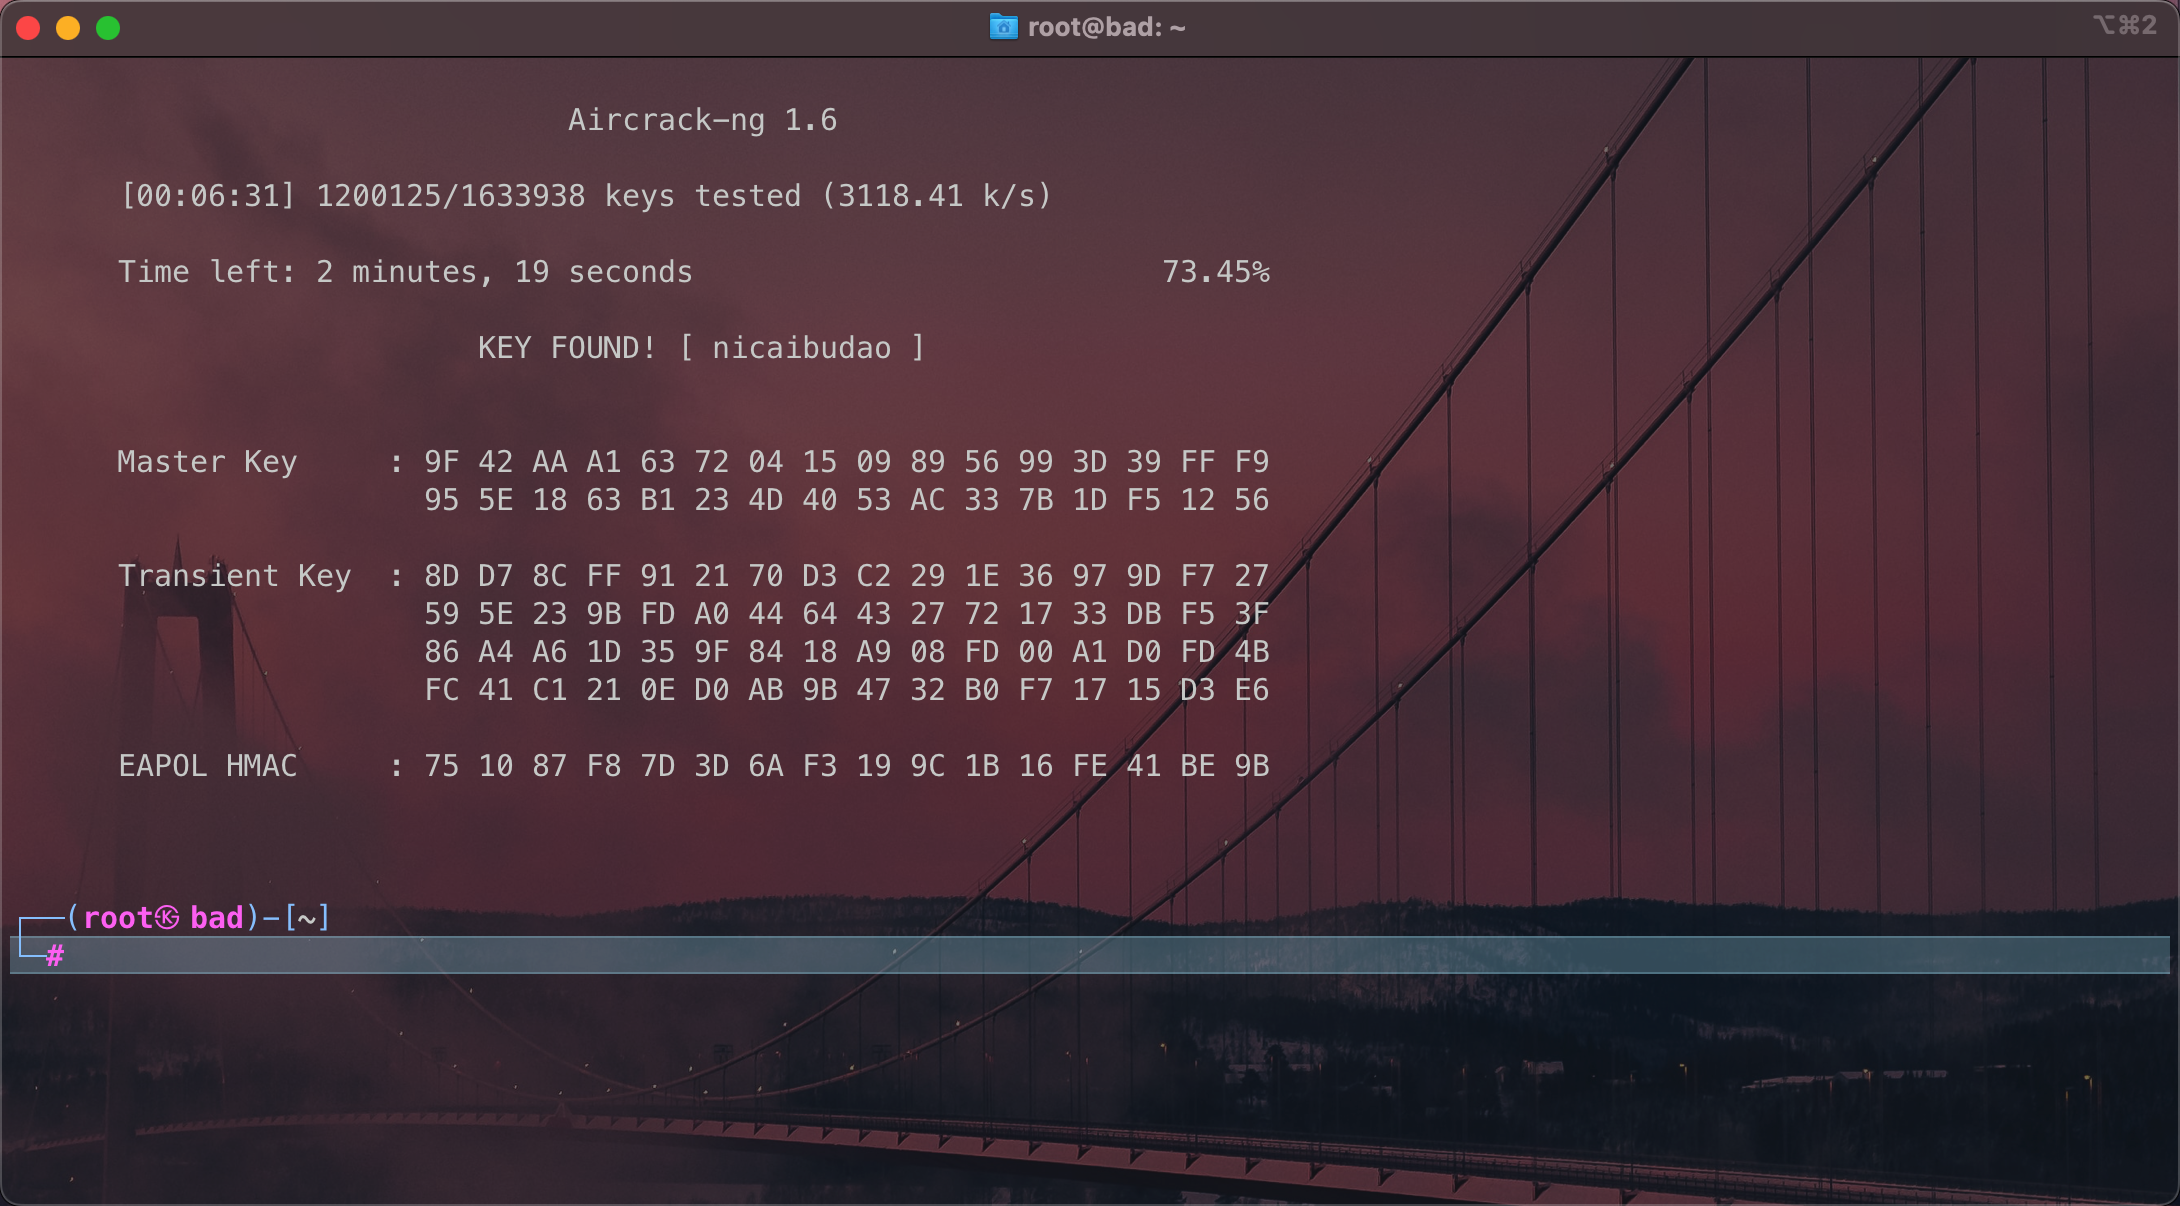 root@bad: ~
⌥⌘2
Aircrack-ng 1.6
[00:06:31] 1200125/1633938 keys tested (3118.41 k/s)
Time left: 2 minutes, 19 seconds 73.45%
KEY FOUND! [ nicaibudao ]
Master Key : 9F 42 AA A1 63 72 04 15 09 89 56 99 3D 39 FF F9
95 5E 18 63 B1 23 4D 40 53 AC 33 7B 1D F5 12 56
Transient Key : 8D D7 8C FF 91 21 70 D3 C2 29 1E 36 97 9D F7 27
59 5E 23 9B FD A0 44 64 43 27 72 17 33 DB F5 3F
86 A4 A6 1D 35 9F 84 18 A9 08 FD 00 A1 D0 FD 4B
FC 41 C1 21 0E D0 AB 9B 47 32 B0 F7 17 15 D3 E6
EAPOL HMAC : 75 10 87 F8 7D 3D 6A F3 19 9C 1B 16 FE 41 BE 9B
┌──(root㉿ bad)-[~]
└─#